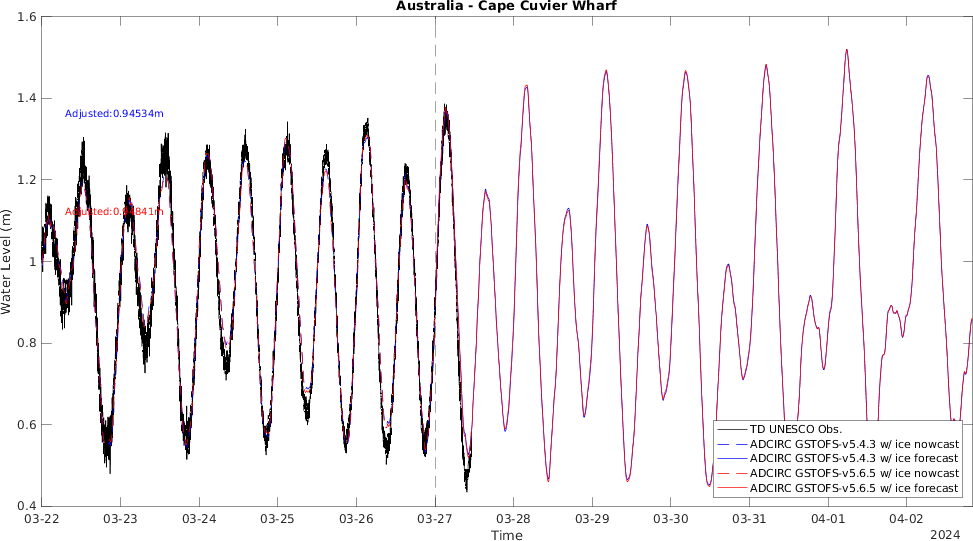 Australia - Cape Cuvier Wharf
1.6
1.4
1.2
1
0.8
0.6
0.4
Water Level (m)
Adjusted:0.94534m
Adjusted:0.94841m
TD UNESCO Obs.
ADCIRC GSTOFS-v5.4.3 w/ ice nowcast
ADCIRC GSTOFS-v5.4.3 w/ ice forecast
ADCIRC GSTOFS-v5.6.5 w/ ice nowcast
ADCIRC GSTOFS-v5.6.5 w/ ice forecast
03-22 03-23 03-24 03-25 03-26 03-27 03-28 03-29 03-30 03-31 04-01 04-02
Time
2024